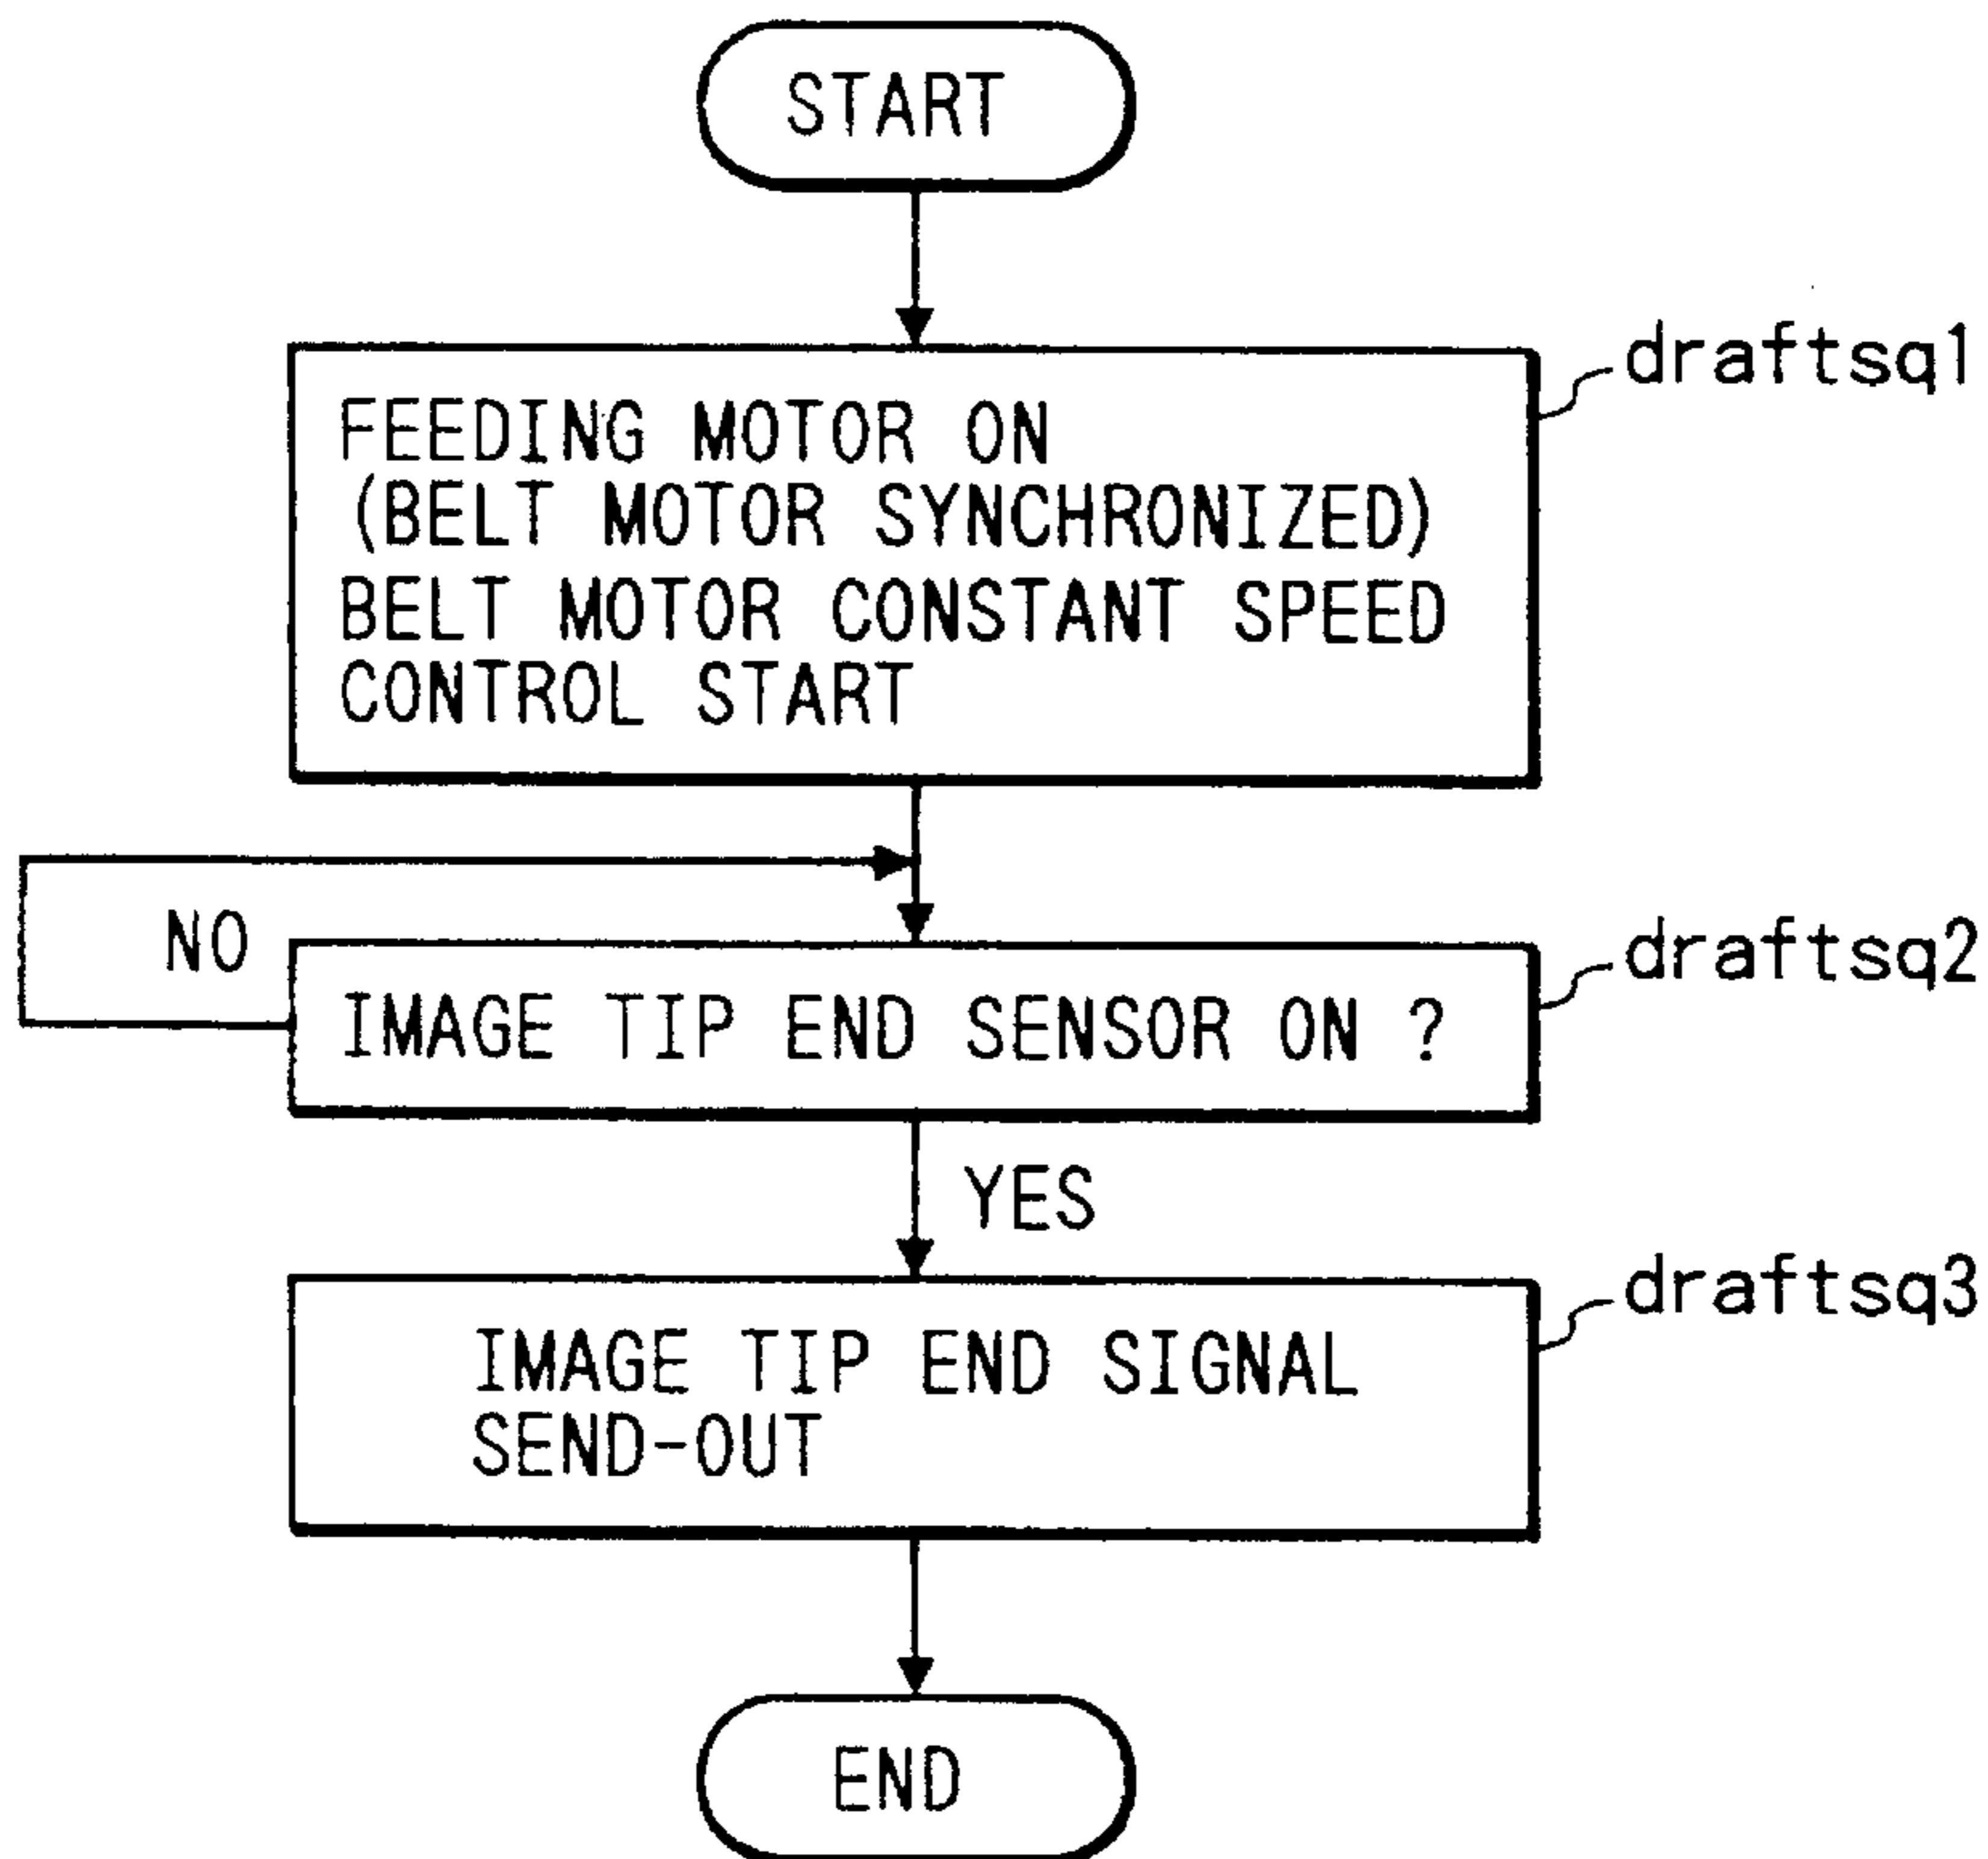 START
draftsq1
FEEDING MOTOR ON
(BELT MOTOR SYNCHRONIZED)
BELT MOTOR CONSTANT SPEED
CONTROL START
NO
draftsq2
IMAGE TIP END SENSOR ON ?
YES
draftsq3
IMAGE TIP END SIGNAL
SEND-OUT
END